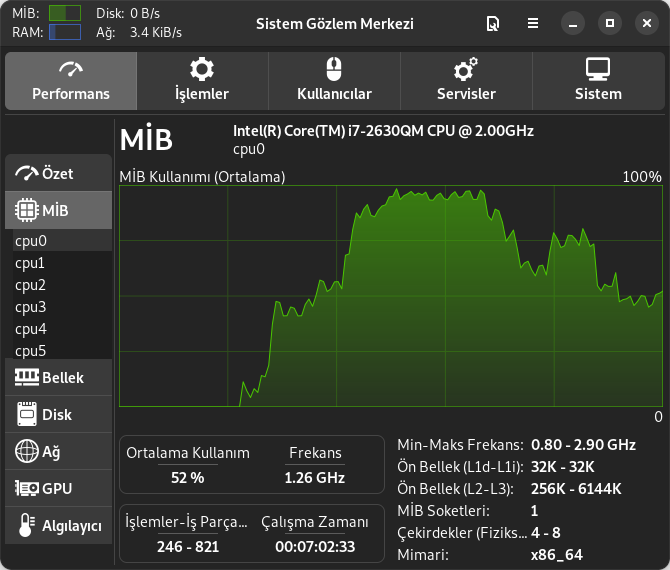 MİB:
Disk: 0 B/s
RAM:
Ağ: 3.4 KiB/s
Sistem Gözlem Merkezi
Performans
İşlemler
Kullanıcılar
Servisler
Sistem
MİB
Intel(R) Core(TM) i7-2630QM CPU @ 2.00GHz
cpu0
Özet
MİB
cpu0
cpu1
cpu2
cpu3
cpu4
cpu5
Bellek
Disk
Ağ
GPU
Algılayıcı
MİB Kullanımı (Ortalama)
100%
0
Ortalama Kullanım
52 %
Frekans
1.26 GHz
İşlemler-İş Parça...
246 - 821
Çalışma Zamanı
00:07:02:33
Min-Maks Frekans: 0.80 - 2.90 GHz
Ön Bellek (L1d-L1i): 32K - 32K
Ön Bellek (L2-L3): 256K - 6144K
MİB Soketleri: 1
Çekirdekler (Fiziks... 4 - 8
Mimari: x86_64